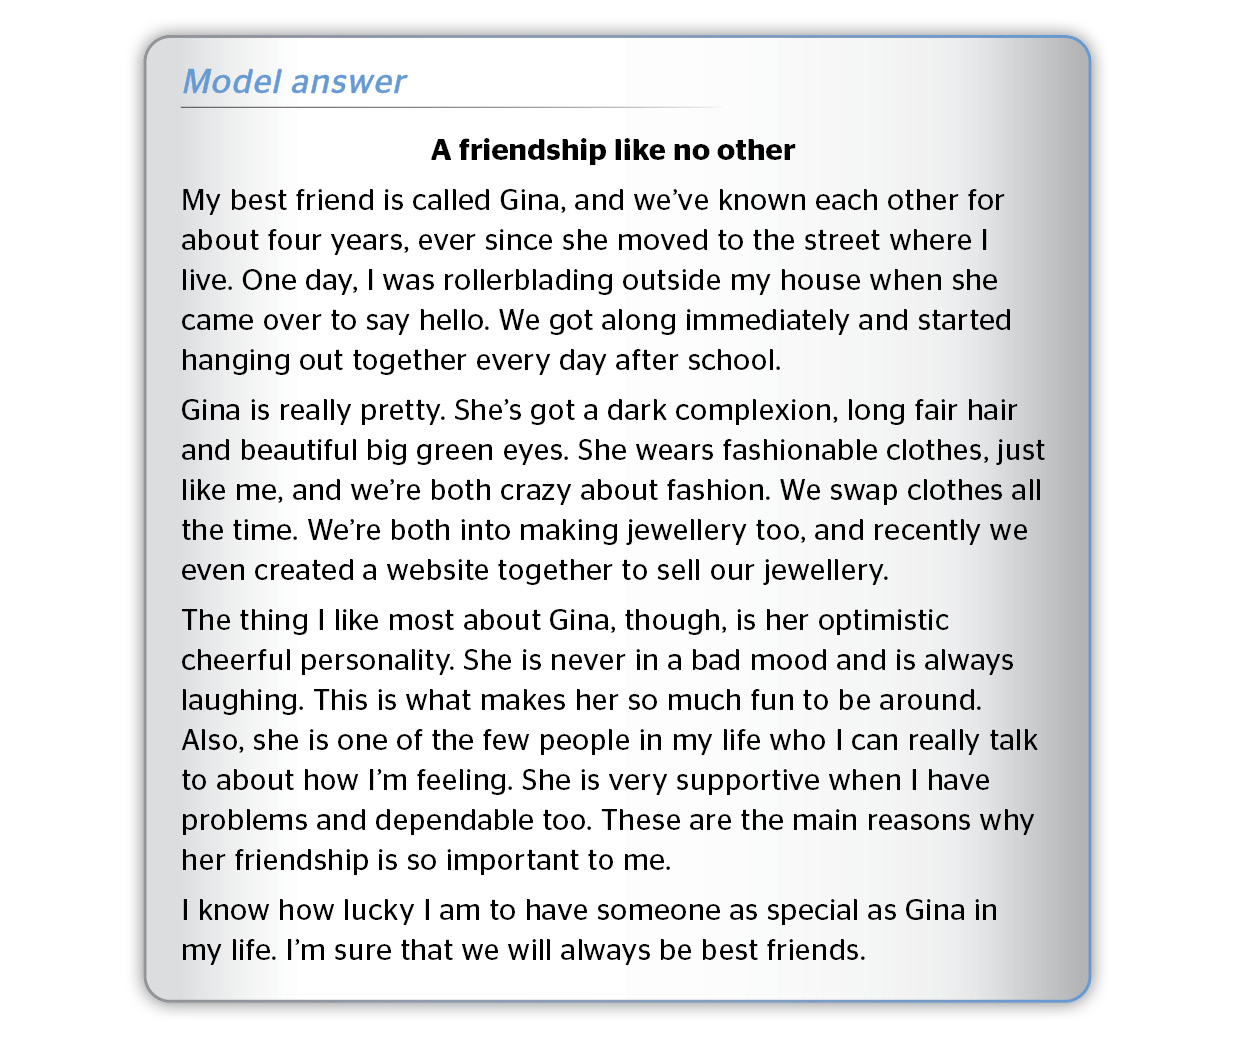 Model answer
A friendship like no other
My best friend is called Gina, and we’ve known each other for
about four years, ever since she moved to the street where I
live. One day, I was rollerblading outside my house when she
came over to say hello. We got along immediately and started
hanging out together every day after school.
Gina is really pretty. She’s got a dark complexion, long fair hair
and beautiful big green eyes. She wears fashionable clothes, just
like me, and we’re both crazy about fashion. We swap clothes all
the time. We’re both into making jewellery too, and recently we
even created a website together to sell our jewellery.
The thing I like most about Gina, though, is her optimistic
cheerful personality. She is never in a bad mood and is always
laughing. This is what makes her so much fun to be around.
Also, she is one of the few people in my life who I can really talk
to about how I’m feeling. She is very supportive when I have
problems and dependable too. These are the main reasons why
her friendship is so important to me.
I know how lucky I am to have someone as special as Gina in
my life. I’m sure that we will always be best friends.